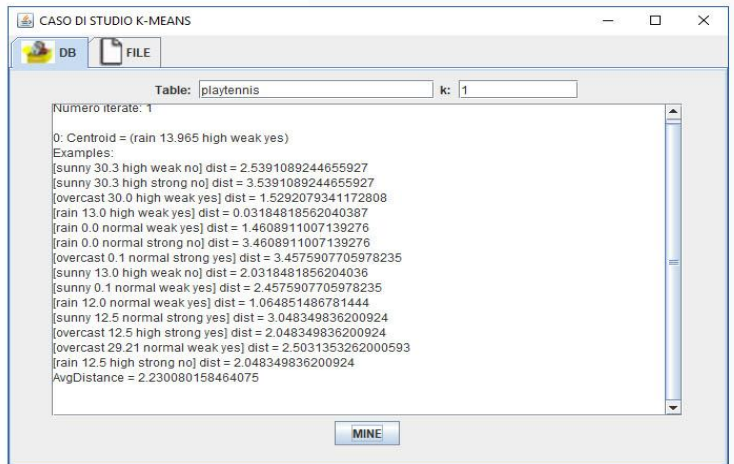 CASO DI STUDIO K-MEANS
DB FILE
Table: playtennis k: 1
Numero iterate: 1
0: Centroid = (rain 13.965 high weak yes)
Examples:
[sunny 30.3 high weak no] dist = 2.5391089244655927
[sunny 30.3 high strong no] dist = 3.5391089244655927
[overcast 30.0 high weak yes] dist = 1.5292079341172808
[rain 13.0 high weak yes] dist = 0.03184818562040387
[rain 0.0 normal weak yes] dist = 1.4608911007139276
[rain 0.0 normal strong no] dist = 3.4608911007139276
[overcast 0.1 normal strong yes] dist = 3.4575907705978235
[sunny 13.0 high weak no] dist = 2.0318481856204036
[sunny 0.1 normal weak yes] dist = 2.4575907705978235
[rain 12.0 normal weak yes] dist = 1.064851486781444
[sunny 12.5 normal strong yes] dist = 3.048349836200924
[overcast 12.5 high strong yes] dist = 2.048349836200924
[overcast 29.21 normal weak yes] dist = 2.5031353262000593
[rain 12.5 high strong no] dist = 2.048349836200924
AvgDistance = 2.230080158464075
MINE